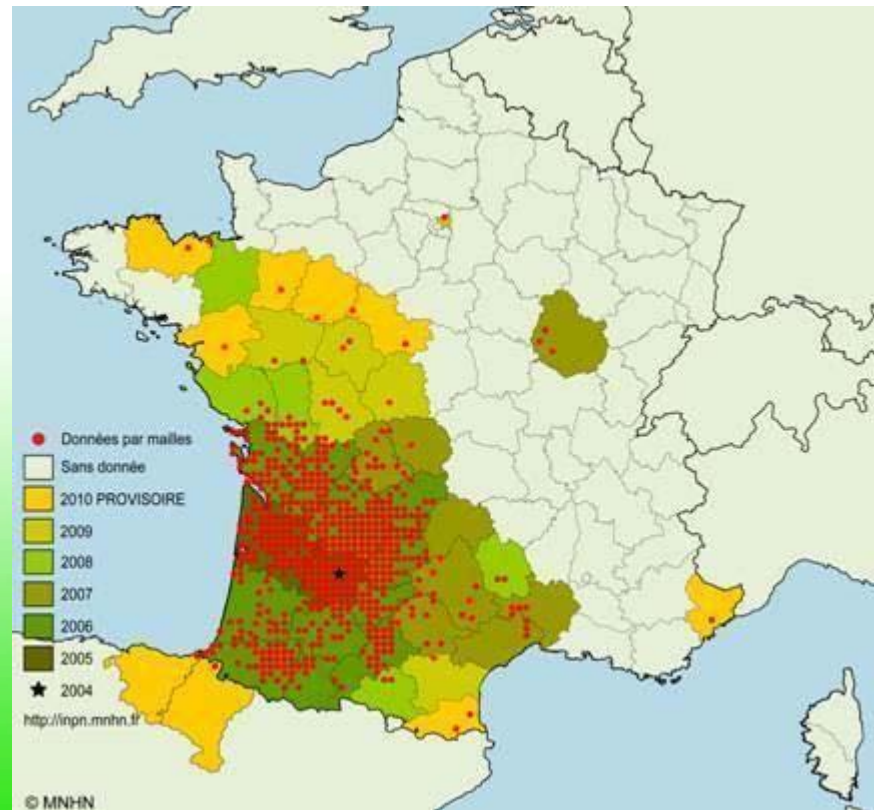 Données par mailles
Sans donnée
2010 PROVISOIRE
2009
2008
2007
2006
2005
2004
http://inpn.mnhn.fr
© MNHN